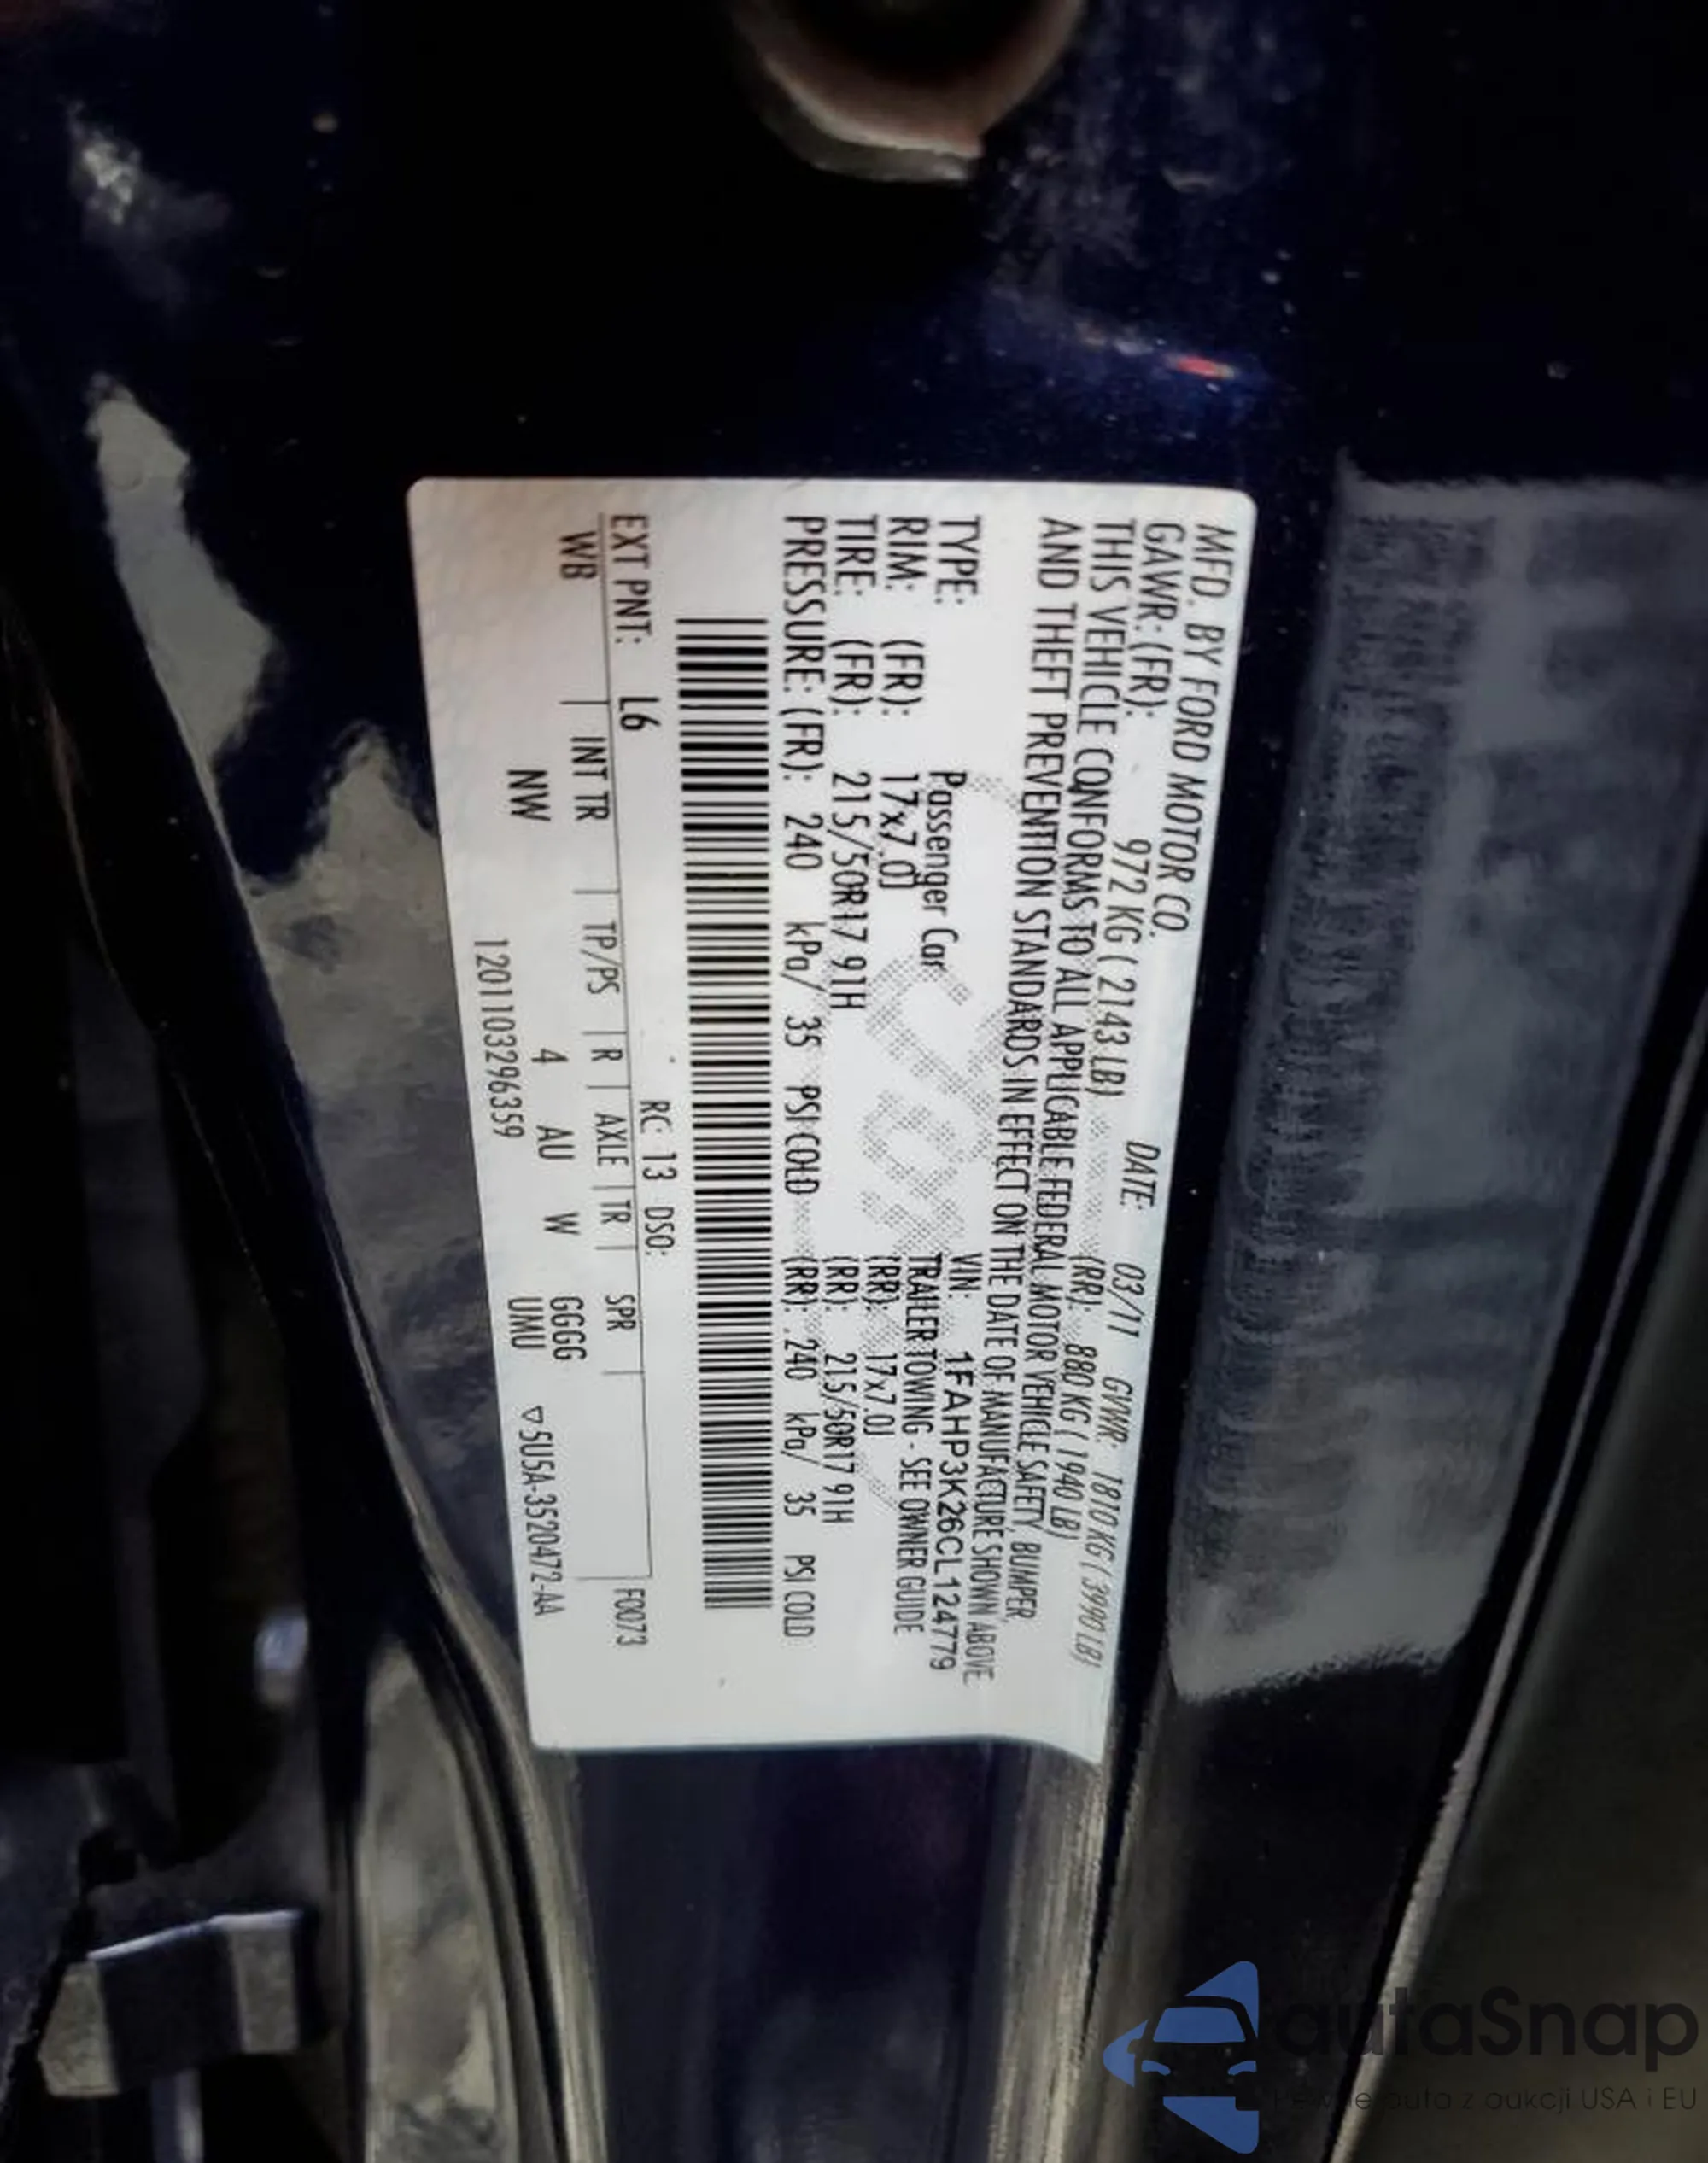 MFD. BY FORD MOTOR CO.
DATE: 03/11 GVWR: 1810 KG ( 3990 LB)
GAWR: (FR): 972 KG ( 2143 LB) (RR): 880 KG ( 1940 LB)
THIS VEHICLE CONFORMS TO ALL APPLICABLE FEDERAL MOTOR VEHICLE SAFETY, BUMPER,
AND THEFT PREVENTION STANDARDS IN EFFECT ON THE DATE OF MANUFACTURE SHOWN ABOVE
VIN: 1FAHP3K26CL124779
TYPE: Passenger Car TRAILER TOWING - SEE OWNER GUIDE
RIM: (FR): 17x7.0J (RR): 17x7.0J
TIRE: (FR): 215/50R17 91H (RR): 215/50R17 91H
PRESSURE: (FR): 240 kPa/ 35 PSI COLD (RR): 240 kPa/ 35 PSI COLD
EXT PNT: L6 RC: 13 DSO: F0073
WB INT TR TP/PS R AXLE TR SPR
NW 4 AU W GGGG
UMU
1201103296359 ▽5U5A-3520472-AA
autaSnap
Pewne auta z aukcji USA i EU